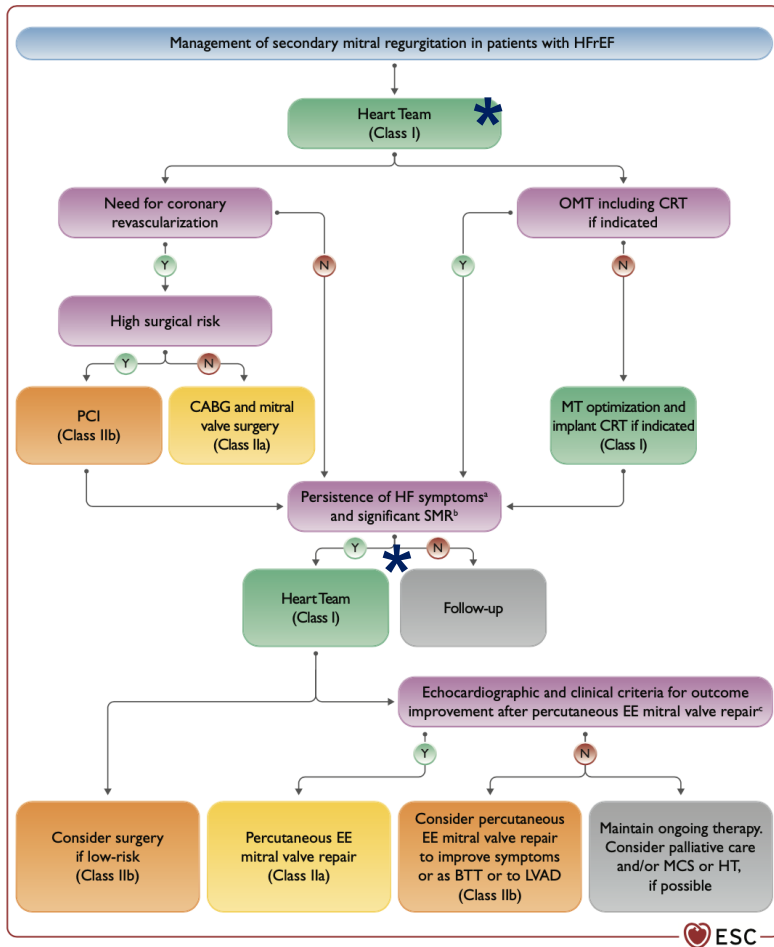 Management of secondary mitral regurgitation in patients with HFrEF
Heart Team
(Class I)
Need for coronary
revascularization
OMT including CRT
if indicated
Y
N
Y
N
High surgical risk
Y
N
PCI
(Class IIb)
CABG and mitral
valve surgery
(Class IIa)
MT optimization and
implant CRT if indicated
(Class I)
Persistence of HF symptomsᵃ
and significant SMRᵇ
Y
N
Heart Team
(Class I)
Follow-up
Echocardiographic and clinical criteria for outcome
improvement after percutaneous EE mitral valve repairᶜ
Y
N
Consider surgery
if low-risk
(Class IIb)
Percutaneous EE
mitral valve repair
(Class IIa)
Consider percutaneous
EE mitral valve repair
to improve symptoms
or as BTT or to LVAD
(Class IIb)
Maintain ongoing therapy.
Consider palliative care
and/or MCS or HT,
if possible
ESC